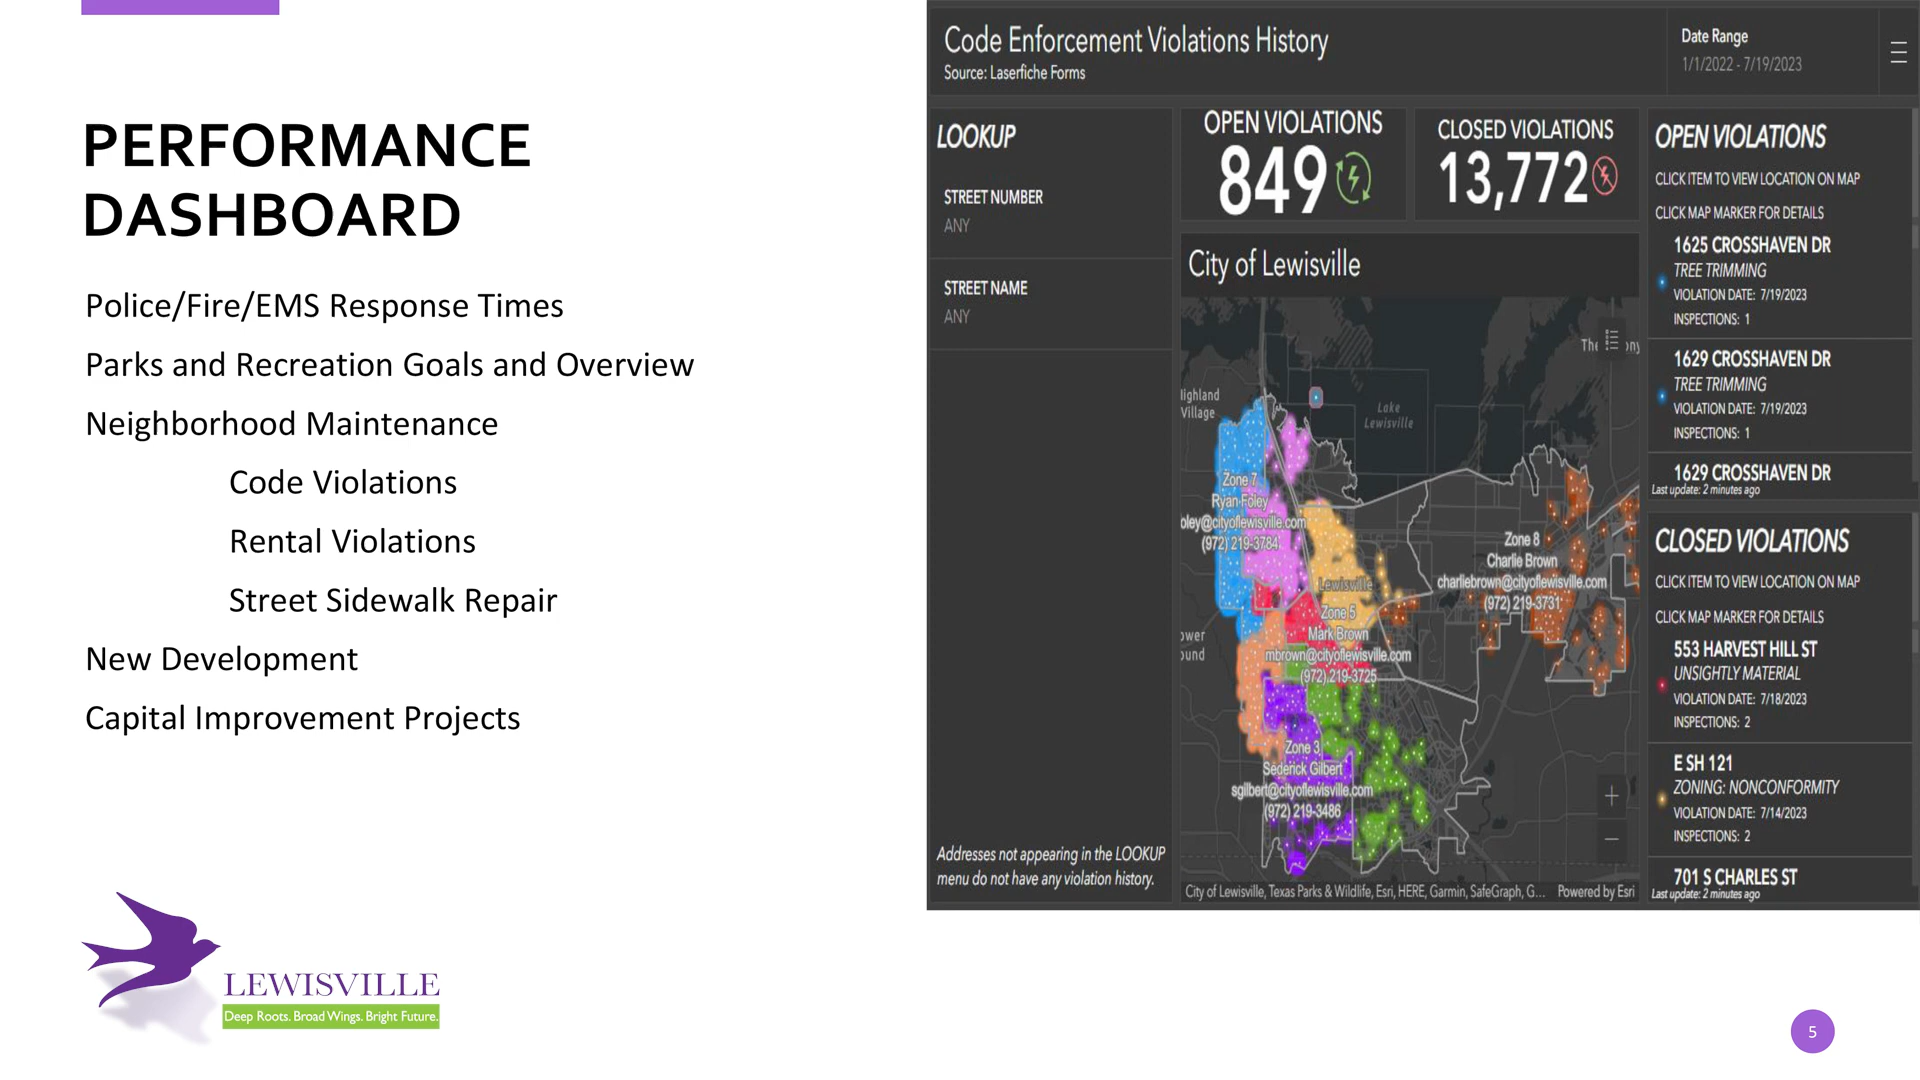 PERFORMANCE
DASHBOARD
Police/Fire/EMS Response Times
Parks and Recreation Goals and Overview
Neighborhood Maintenance
Code Violations
Rental Violations
Street Sidewalk Repair
New Development
Capital Improvement Projects
LEWISVILLE
Deep Roots. Broad Wings. Bright Future.
Code Enforcement Violations History
Source: Laserfiche Forms
Date Range
1/1/2022 - 7/19/2023
LOOKUP
STREET NUMBER
ANY
STREET NAME
ANY
Addresses not appearing in the LOOKUP
menu do not have any violation history.
OPEN VIOLATIONS
849
CLOSED VIOLATIONS
13,772
City of Lewisville
The
ony
Highland
Village
Lake
Lewisville
Zone 7
Ryan Foley
oley@cityoflewisville.com
(972) 219-3784
Zone 8
Charlie Brown
charliebrown@cityoflewisville.com
(972) 219-3731
Lewisville
Zone 5
Mark Brown
mbrown@cityoflewisville.com
(972) 219-3725
ower
ound
Zone 3
Sederick Gilbert
sgilbert@cityoflewisville.com
(972) 219-3486
+
−
City of Lewisville, Texas Parks & Wildlife, Esri, HERE, Garmin, SafeGraph, G... Powered by Esri
OPEN VIOLATIONS
CLICK ITEM TO VIEW LOCATION ON MAP
CLICK MAP MARKER FOR DETAILS
1625 CROSSHAVEN DR
TREE TRIMMING
VIOLATION DATE: 7/19/2023
INSPECTIONS: 1
1629 CROSSHAVEN DR
TREE TRIMMING
VIOLATION DATE: 7/19/2023
INSPECTIONS: 1
1629 CROSSHAVEN DR
Last update: 2 minutes ago
CLOSED VIOLATIONS
CLICK ITEM TO VIEW LOCATION ON MAP
CLICK MAP MARKER FOR DETAILS
553 HARVEST HILL ST
UNSIGHTLY MATERIAL
VIOLATION DATE: 7/18/2023
INSPECTIONS: 2
E SH 121
ZONING: NONCONFORMITY
VIOLATION DATE: 7/14/2023
INSPECTIONS: 2
701 S CHARLES ST
Last update: 2 minutes ago
5